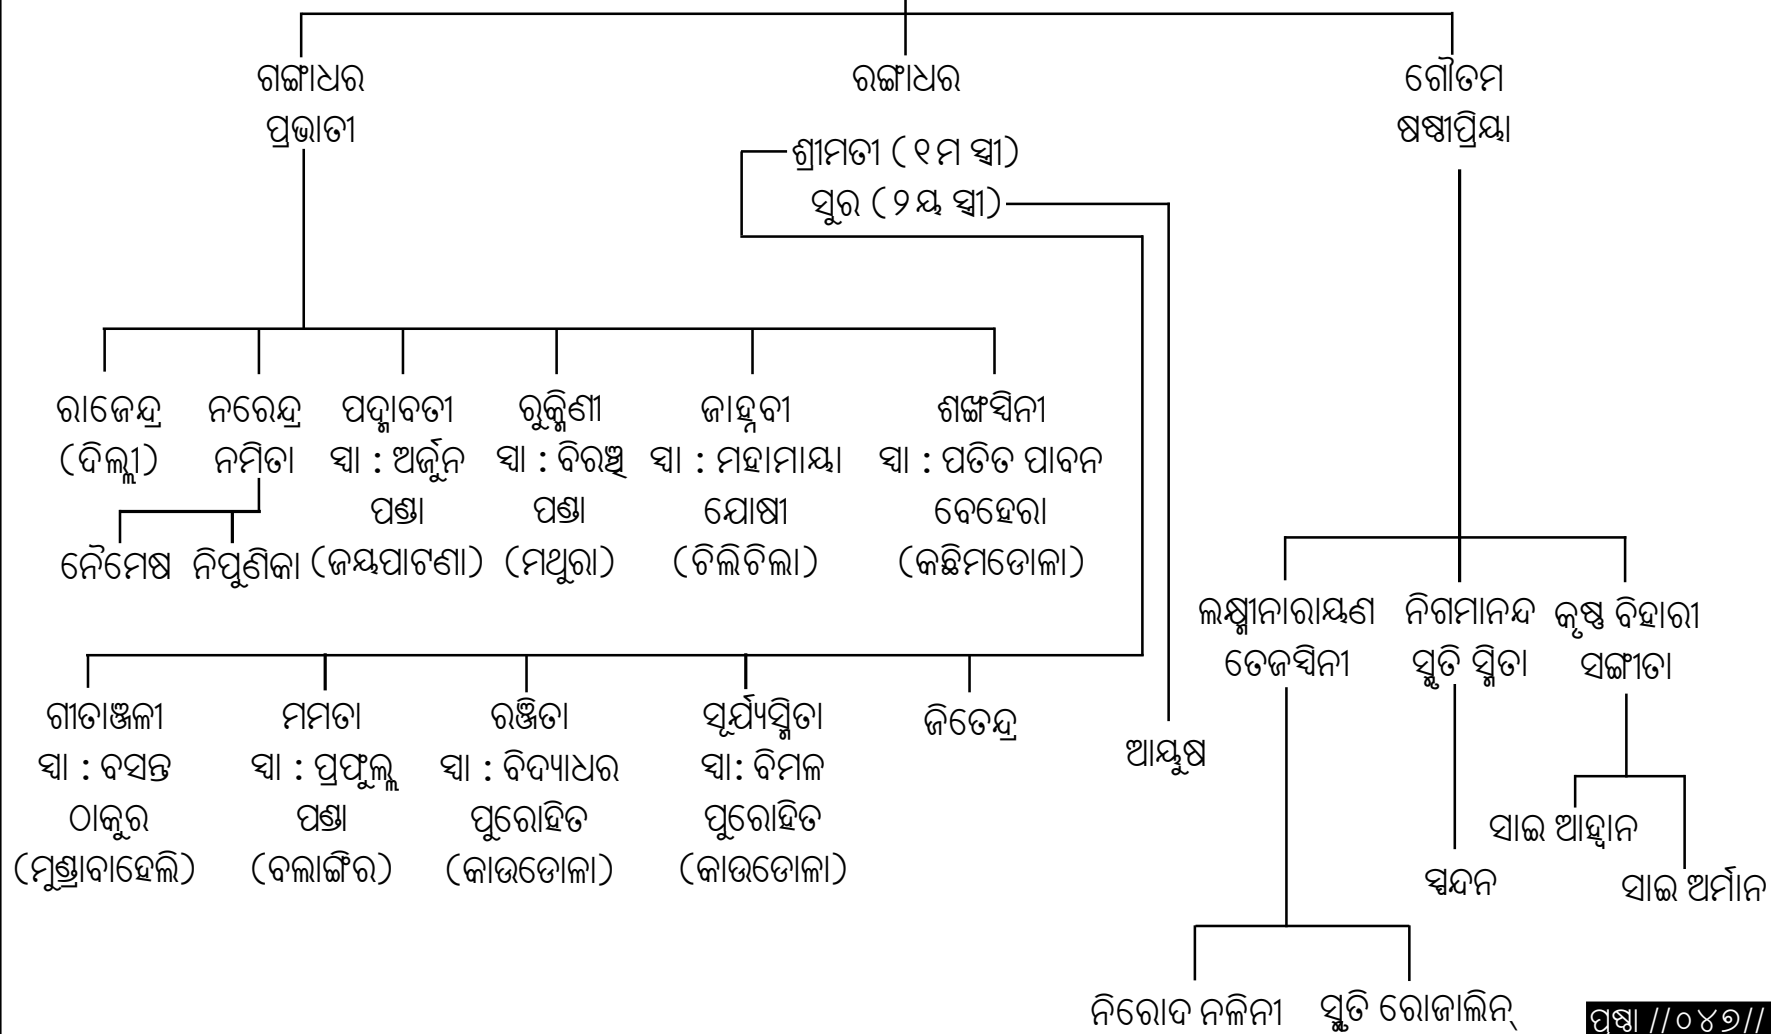 ଗଙ୍ଗାଧର
ପ୍ରଭାତୀ
ରଙ୍ଗାଧର
ଶ୍ରୀମତୀ (୧ମ ସ୍ତ୍ରୀ)
ସୁର (୨ୟ ସ୍ତ୍ରୀ)
ଗୌତମ
ଷଷ୍ଠୀପ୍ରିୟା
ରାଜେନ୍ଦ୍ର
(ଦିଲ୍ଲୀ)
ନରେନ୍ଦ୍ର
ନମିତା
ପଦ୍ମାବତୀ
ସ୍ୱା : ଅର୍ଜୁନ
ପଣ୍ଡା
(ଜୟପାଟଣା)
ରୁକ୍ମିଣୀ
ସ୍ୱା : ବିରଞ୍ଚି
ପଣ୍ଡା
(ମଥୁରା)
ଜାହ୍ନବୀ
ସ୍ୱା : ମହାମାୟା
ଯୋଷୀ
(ଚିଲିଚିଲା)
ଶଙ୍ଖସ୍ୱିନୀ
ସ୍ୱା : ପତିତ ପାବନ
ବେହେରା
(କଛିମଡୋଳା)
ନୈମେଷ
ନିପୁଣିକା
ଲକ୍ଷ୍ମୀନାରାୟଣ
ତେଜସ୍ୱିନୀ
ନିଗମାନନ୍ଦ
ସ୍ମୃତି ସ୍ମିତା
କୃଷ୍ଣ ବିହାରୀ
ସଙ୍ଗୀତା
ଗୀତାଞ୍ଜଳୀ
ସ୍ୱା : ବସନ୍ତ
ଠାକୁର
(ମୁଣ୍ଡ୍ରାବାହେଲି)
ମମତା
ସ୍ୱା : ପ୍ରଫୁଲ୍ଲ
ପଣ୍ଡା
(ବଲାଙ୍ଗିର)
ରଞ୍ଜିତା
ସ୍ୱା : ବିଦ୍ୟାଧର
ପୁରୋହିତ
(କାଉଡୋଳା)
ସୂର୍ଯ୍ୟସ୍ମିତା
ସ୍ୱା: ବିମଳ
ପୁରୋହିତ
(କାଉଡୋଳା)
ଜିତେନ୍ଦ୍ର
ଆୟୁଷ
ସାଇ ଆହ୍ୱାନ
ସ୍ପନ୍ଦନ
ସାଇ ଅର୍ମାନ
ନିରୋଦ ନଳିନୀ
ସ୍ମୃତି ରୋଜାଲିନ୍
ପୃଷ୍ଠା //୦୪୭//